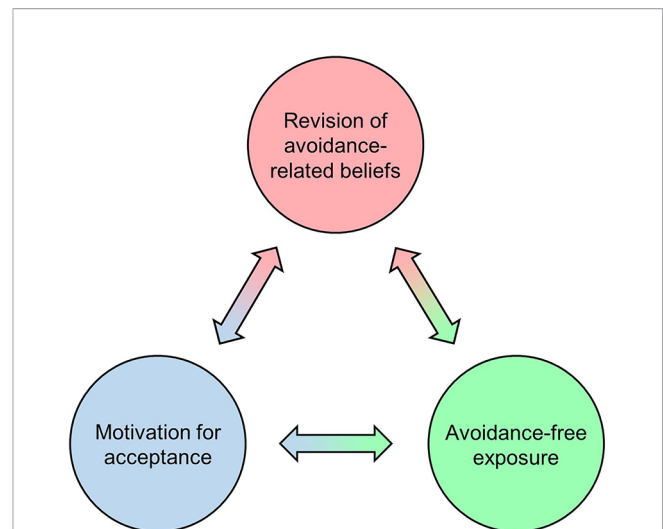 Revision of
avoidance-
related beliefs
Motivation for
acceptance
Avoidance-free
exposure